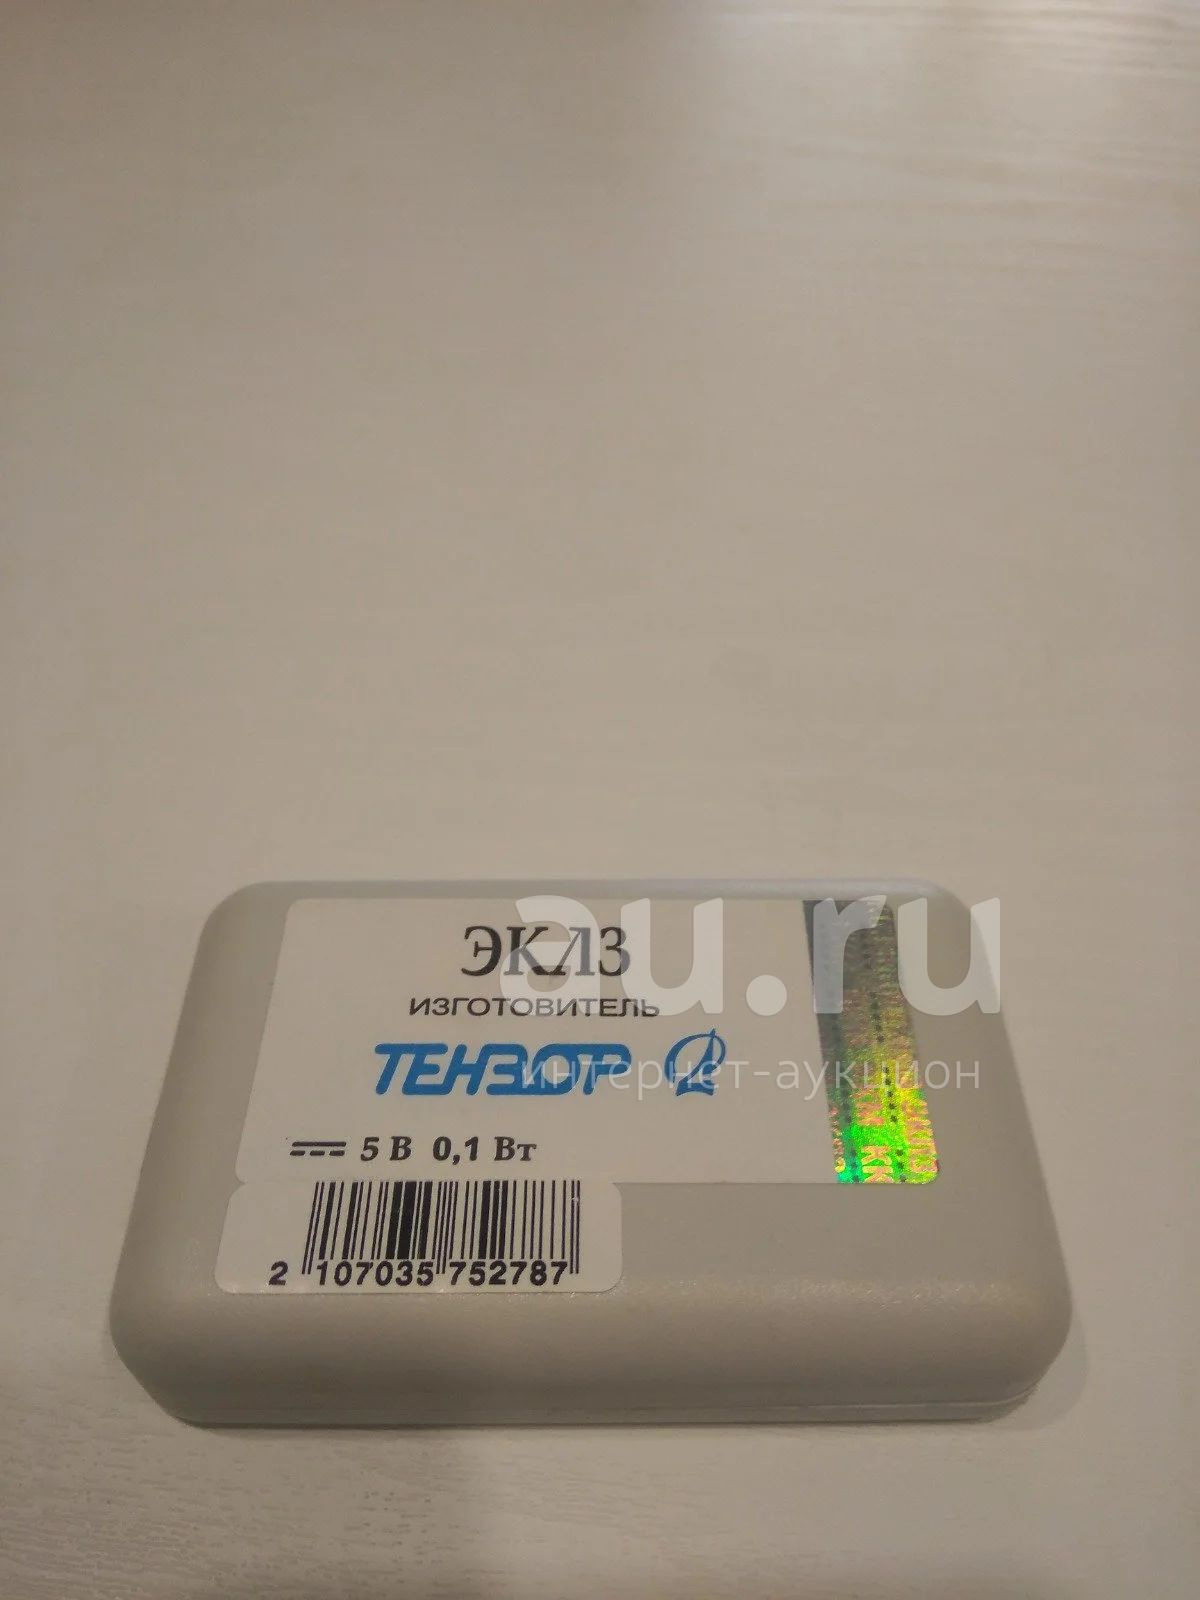 ЭКЛЗ
ИЗГОТОВИТЕЛЬ
ТЕНЗОР
5 В 0,1 Вт
2 107035 752787
au.ru
интернет-аукцион